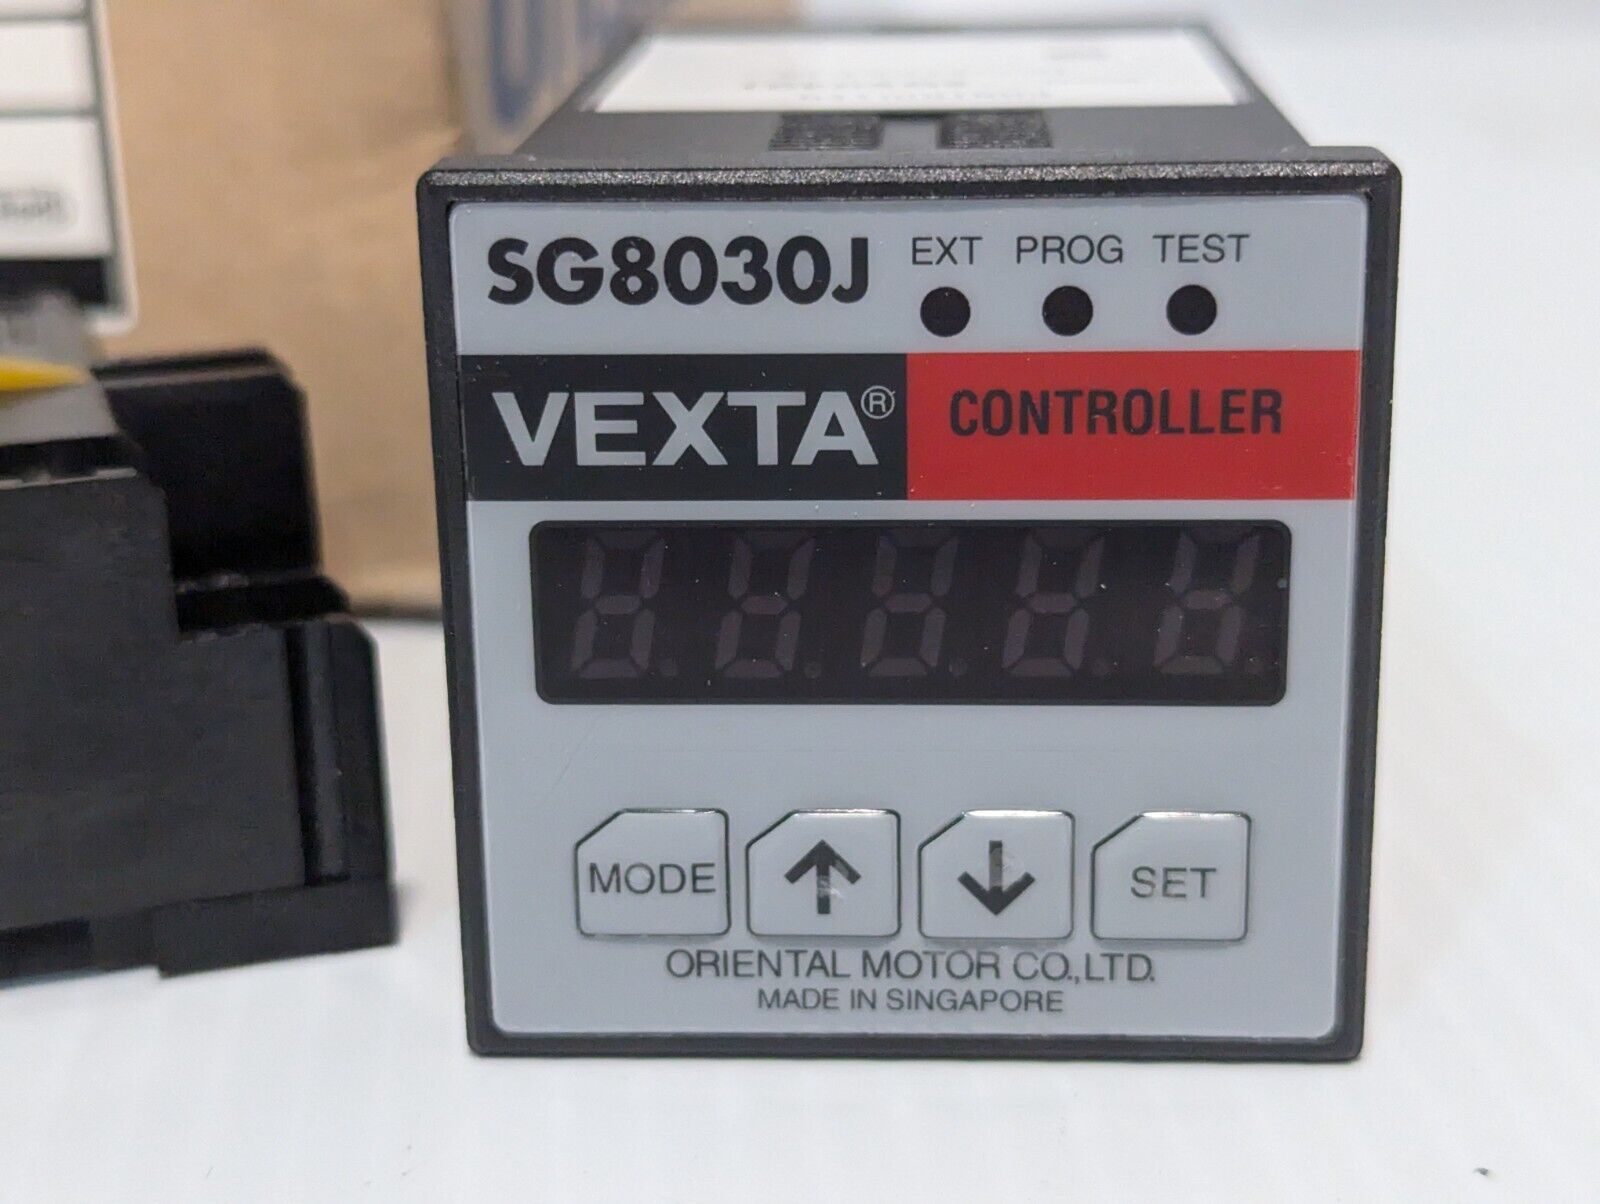 SG8030J
EXT PROG TEST
VEXTA®
CONTROLLER
MODE
↑
↓
SET
ORIENTAL MOTOR CO.,LTD.
MADE IN SINGAPORE